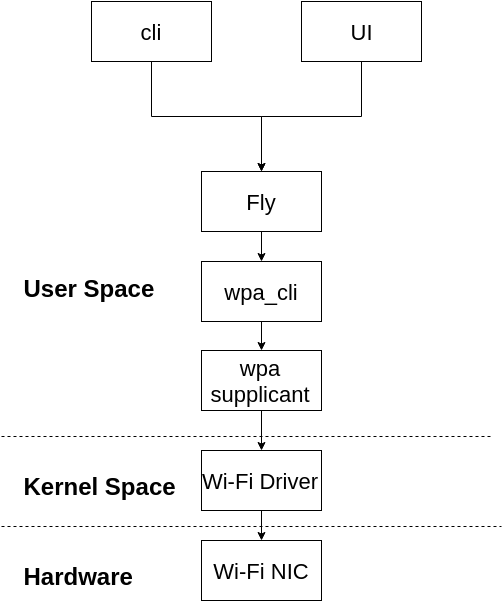 cli
UI
Fly
User Space
wpa_cli
wpa
supplicant
Kernel Space
Wi-Fi Driver
Hardware
Wi-Fi NIC